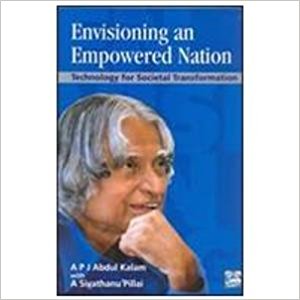 Envisioning an
Empowered Nation
Technology for Societal Transformation
A P J Abdul Kalam
with
A Sivathanu Pillai